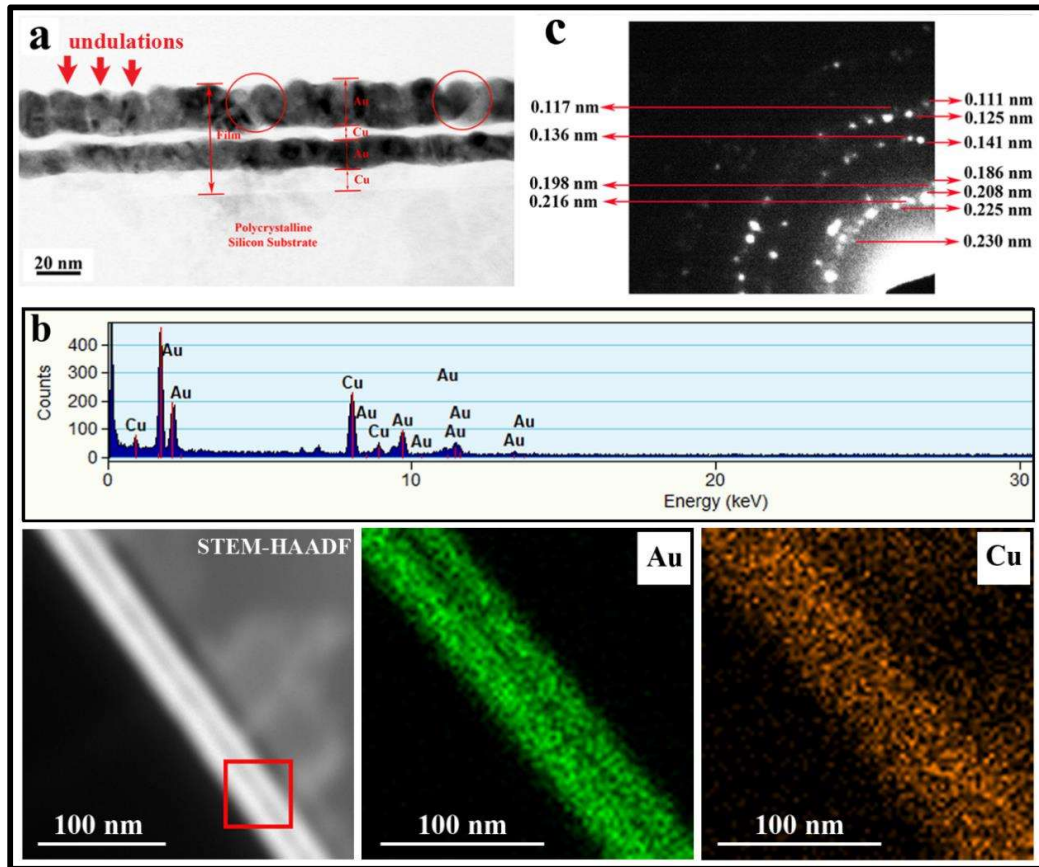 a
undulations
Au
Cu
Film
Au
Cu
Polycrystalline
Silicon Substrate
20 nm
c
0.117 nm
0.136 nm
0.198 nm
0.216 nm
0.111 nm
0.125 nm
0.141 nm
0.186 nm
0.208 nm
0.225 nm
0.230 nm
b
Counts
400
300
200
100
0
Cu
Au
Au
Cu
Au
Cu
Au
Au
Au
Au
Au
Au
Au
0
10
20
30
Energy (keV)
STEM-HAADF
100 nm
Au
100 nm
Cu
100 nm